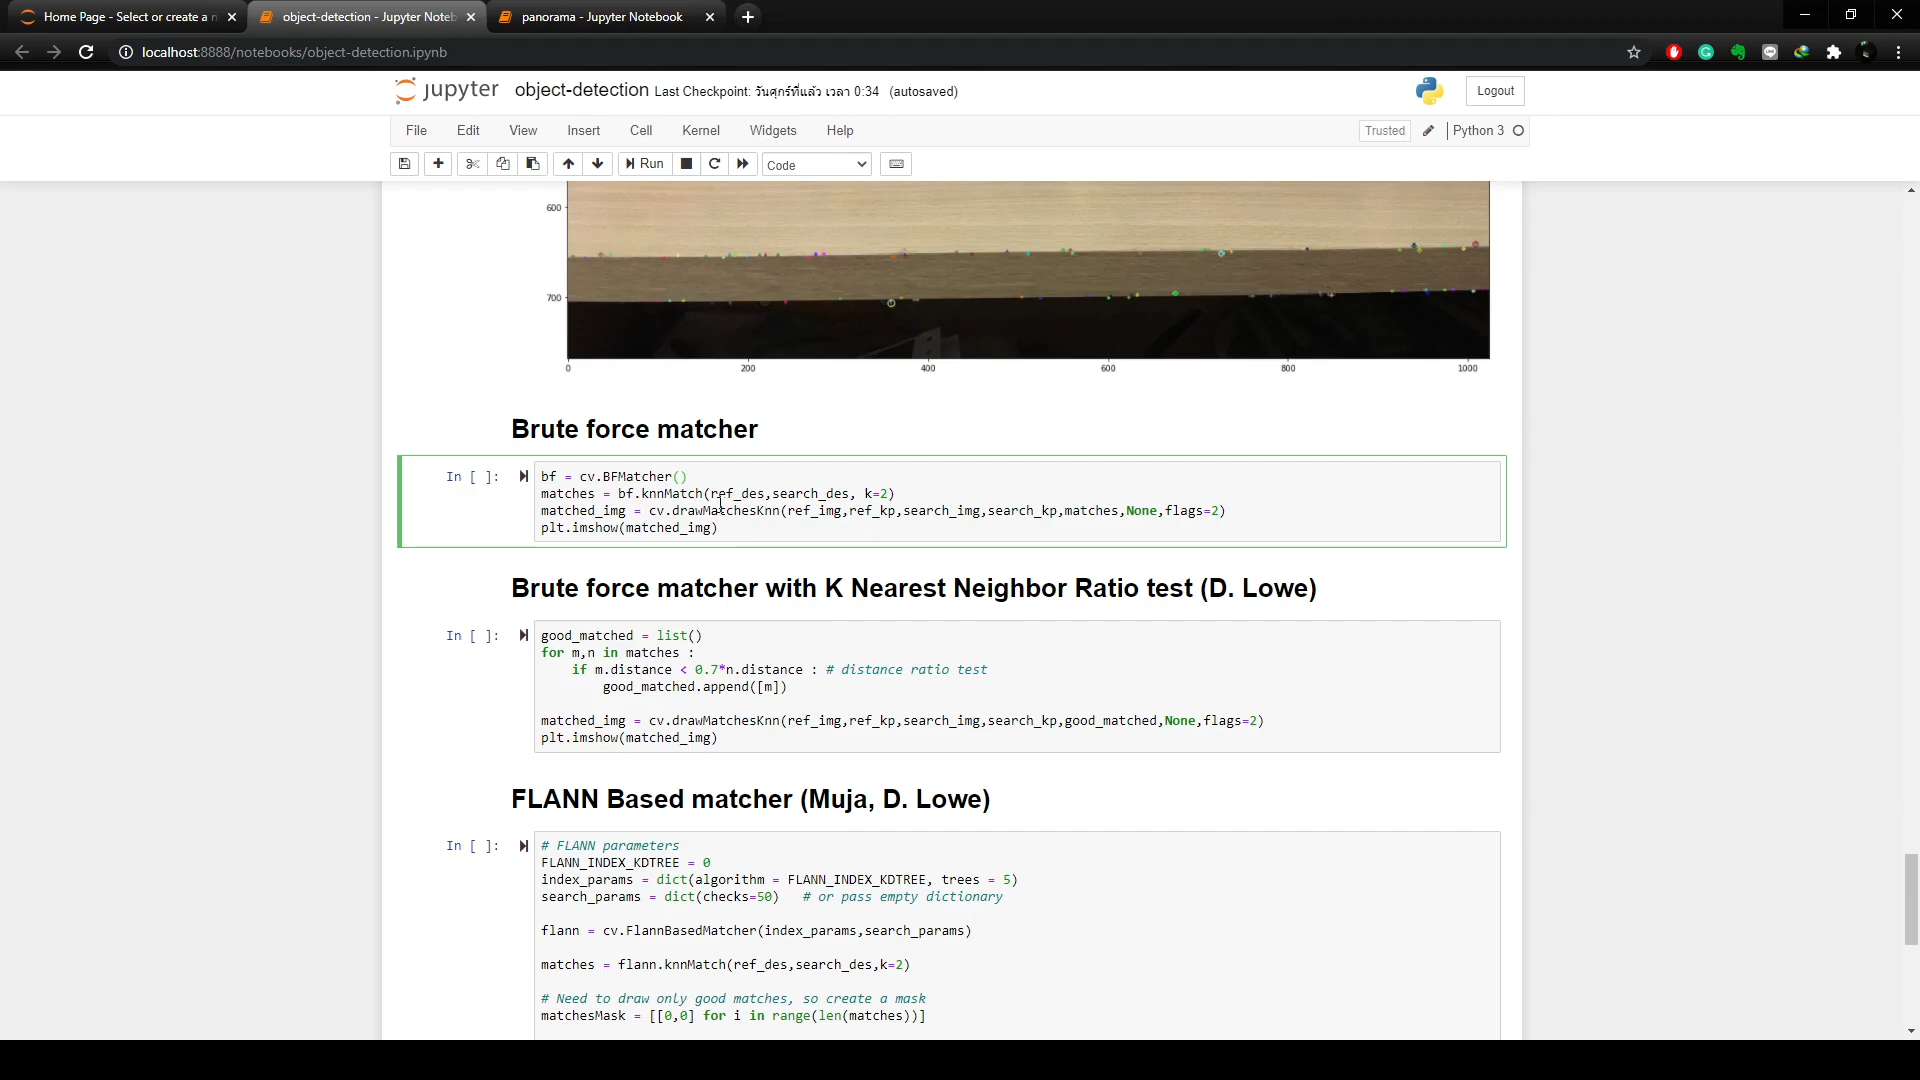 Home Page - Select or create a n
object-detection - Jupyter Noteb
panorama - Jupyter Notebook
localhost:8888/notebooks/object-detection.ipynb
jupyter object-detection Last Checkpoint: วันศุกร์ที่แล้ว เวลา 0:34 (autosaved)
Logout
File Edit View Insert Cell Kernel Widgets Help
Trusted Python 3
Run Code
600
700
0 200 400 600 800 1000
Brute force matcher
In [ ]: bf = cv.BFMatcher()
matches = bf.knnMatch(ref_des,search_des, k=2)
matched_img = cv.drawMatchesKnn(ref_img,ref_kp,search_img,search_kp,matches,None,flags=2)
plt.imshow(matched_img)
Brute force matcher with K Nearest Neighbor Ratio test (D. Lowe)
In [ ]: good_matched = list()
for m,n in matches :
if m.distance < 0.7*n.distance : # distance ratio test
good_matched.append([m])
matched_img = cv.drawMatchesKnn(ref_img,ref_kp,search_img,search_kp,good_matched,None,flags=2)
plt.imshow(matched_img)
FLANN Based matcher (Muja, D. Lowe)
In [ ]: # FLANN parameters
FLANN_INDEX_KDTREE = 0
index_params = dict(algorithm = FLANN_INDEX_KDTREE, trees = 5)
search_params = dict(checks=50) # or pass empty dictionary
flann = cv.FlannBasedMatcher(index_params,search_params)
matches = flann.knnMatch(ref_des,search_des,k=2)
# Need to draw only good matches, so create a mask
matchesMask = [[0,0] for i in range(len(matches))]